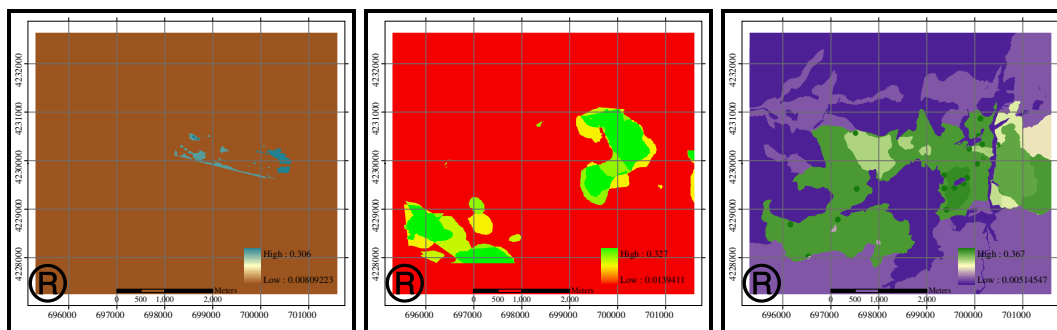 4232000
4231000
4230000
4229000
4228000
High : 0.306
Low : 0.00809223
R
0 500 1,000 2,000 Meters
696000 697000 698000 699000 700000 701000
4232000
4231000
4230000
4229000
4228000
High : 0.327
Low : 0.0139411
R
0 500 1,000 2,000 Meters
696000 697000 698000 699000 700000 701000
4232000
4231000
4230000
4229000
4228000
High : 0.367
Low : 0.00514547
R
0 500 1,000 2,000 Meters
696000 697000 698000 699000 700000 701000